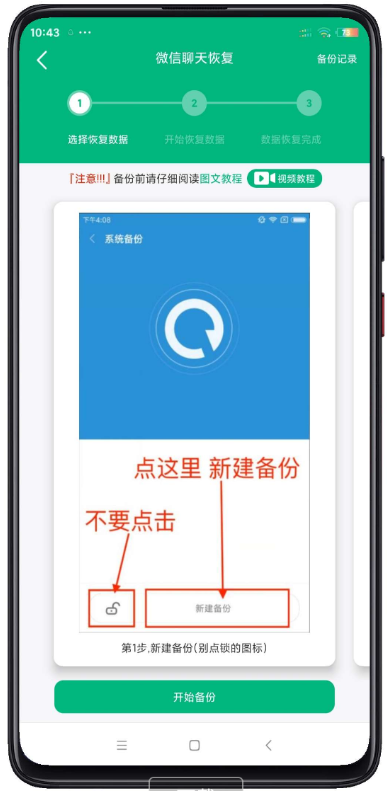 10:43
73
微信聊天恢复
备份记录
1
2
3
选择恢复数据
开始恢复数据
数据恢复完成
『注意!!!』备份前请仔细阅读图文教程
视频教程
下午4:08
系统备份
点这里 新建备份
不要点击
新建备份
第1步.新建备份(别点锁的图标)
开始备份